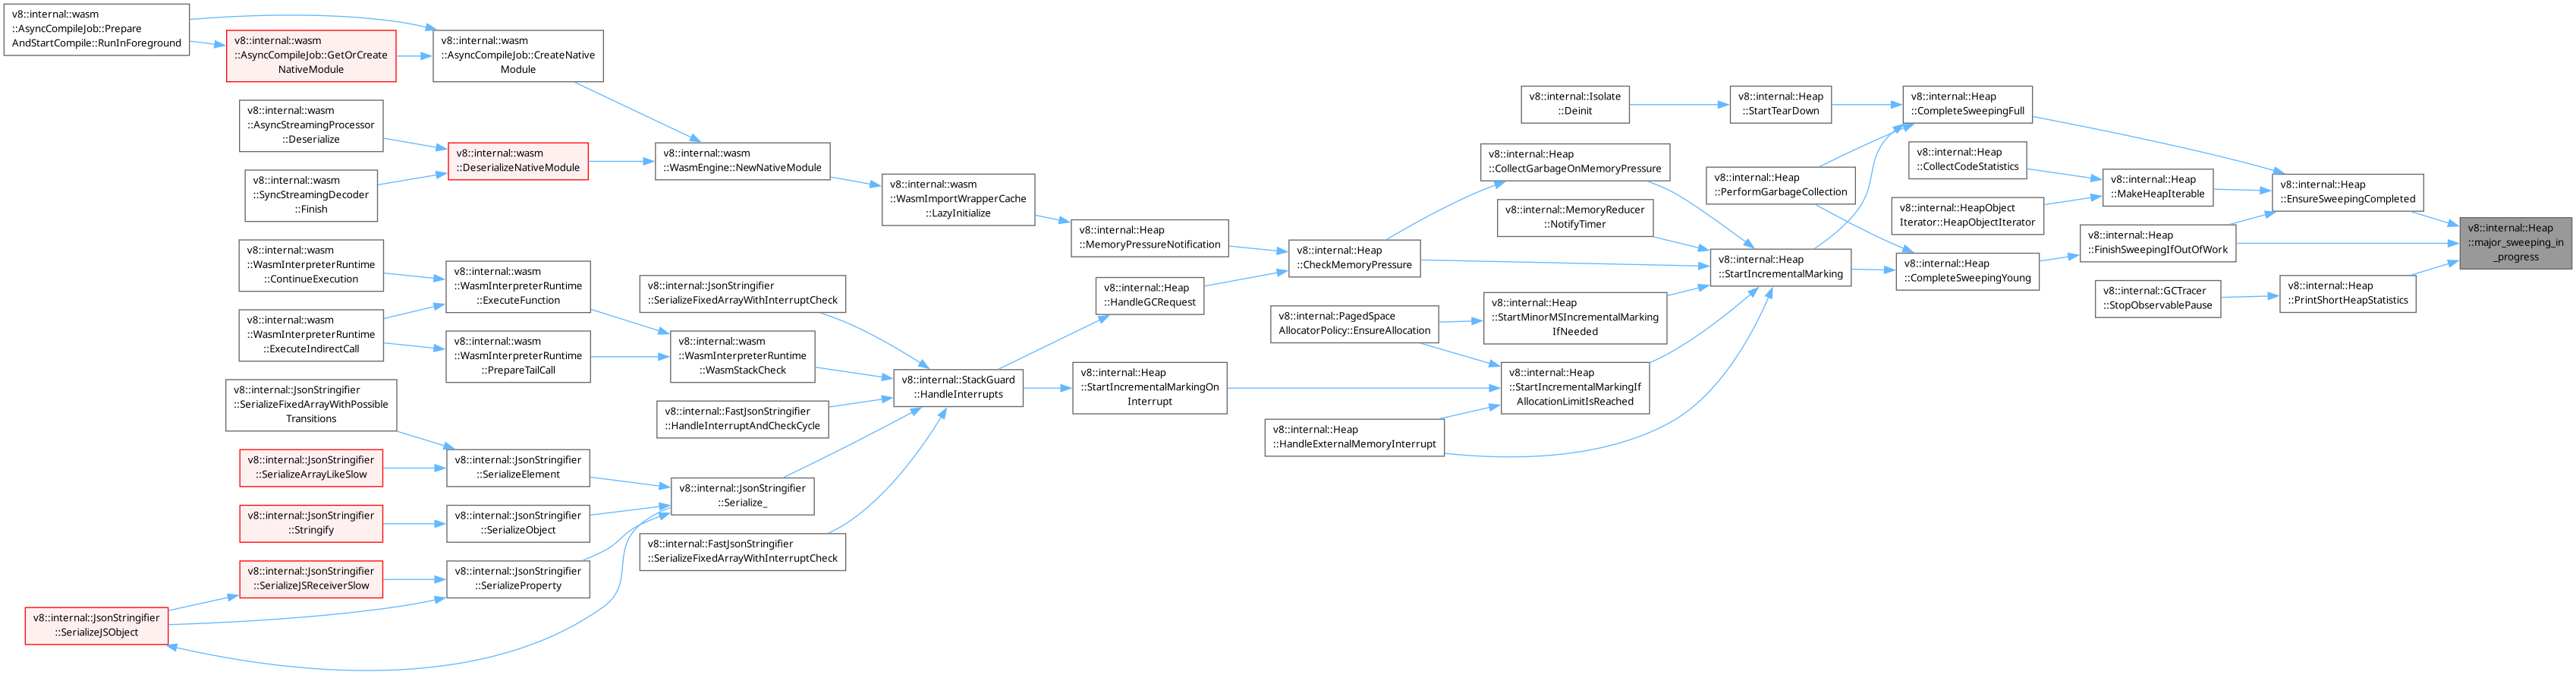 v8::internal::wasm
::AsyncCompileJob::Prepare
AndStartCompile::RunInForeground
v8::internal::wasm
::AsyncCompileJob::GetOrCreate
NativeModule
v8::internal::wasm
::AsyncCompileJob::CreateNative
Module
v8::internal::wasm
::AsyncStreamingProcessor
::Deserialize
v8::internal::wasm
::DeserializeNativeModule
v8::internal::wasm
::SyncStreamingDecoder
::Finish
v8::internal::wasm
::WasmEngine::NewNativeModule
v8::internal::wasm
::WasmImportWrapperCache
::LazyInitialize
v8::internal::Heap
::MemoryPressureNotification
v8::internal::wasm
::WasmInterpreterRuntime
::ContinueExecution
v8::internal::wasm
::WasmInterpreterRuntime
::ExecuteFunction
v8::internal::wasm
::WasmInterpreterRuntime
::ExecuteIndirectCall
v8::internal::wasm
::WasmInterpreterRuntime
::PrepareTailCall
v8::internal::JsonStringifier
::SerializeFixedArrayWithInterruptCheck
v8::internal::wasm
::WasmInterpreterRuntime
::WasmStackCheck
v8::internal::FastJsonStringifier
::HandleInterruptAndCheckCycle
v8::internal::StackGuard
::HandleInterrupts
v8::internal::Heap
::HandleGCRequest
v8::internal::Heap
::StartIncrementalMarkingOn
Interrupt
v8::internal::JsonStringifier
::SerializeFixedArrayWithPossible
Transitions
v8::internal::JsonStringifier
::SerializeArrayLikeSlow
v8::internal::JsonStringifier
::SerializeElement
v8::internal::JsonStringifier
::Stringify
v8::internal::JsonStringifier
::SerializeObject
v8::internal::JsonStringifier
::SerializeJSReceiverSlow
v8::internal::JsonStringifier
::SerializeProperty
v8::internal::JsonStringifier
::SerializeJSObject
v8::internal::JsonStringifier
::Serialize_
v8::internal::FastJsonStringifier
::SerializeFixedArrayWithInterruptCheck
v8::internal::Isolate
::Deinit
v8::internal::Heap
::StartTearDown
v8::internal::Heap
::CompleteSweepingFull
v8::internal::Heap
::CollectGarbageOnMemoryPressure
v8::internal::MemoryReducer
::NotifyTimer
v8::internal::Heap
::CheckMemoryPressure
v8::internal::Heap
::StartMinorMSIncrementalMarking
IfNeeded
v8::internal::PagedSpace
AllocatorPolicy::EnsureAllocation
v8::internal::Heap
::StartIncrementalMarkingIf
AllocationLimitIsReached
v8::internal::Heap
::HandleExternalMemoryInterrupt
v8::internal::Heap
::PerformGarbageCollection
v8::internal::Heap
::StartIncrementalMarking
v8::internal::Heap
::CollectCodeStatistics
v8::internal::HeapObject
Iterator::HeapObjectIterator
v8::internal::Heap
::CompleteSweepingYoung
v8::internal::Heap
::MakeHeapIterable
v8::internal::Heap
::FinishSweepingIfOutOfWork
v8::internal::GCTracer
::StopObservablePause
v8::internal::Heap
::EnsureSweepingCompleted
v8::internal::Heap
::PrintShortHeapStatistics
v8::internal::Heap
::major_sweeping_in
_progress